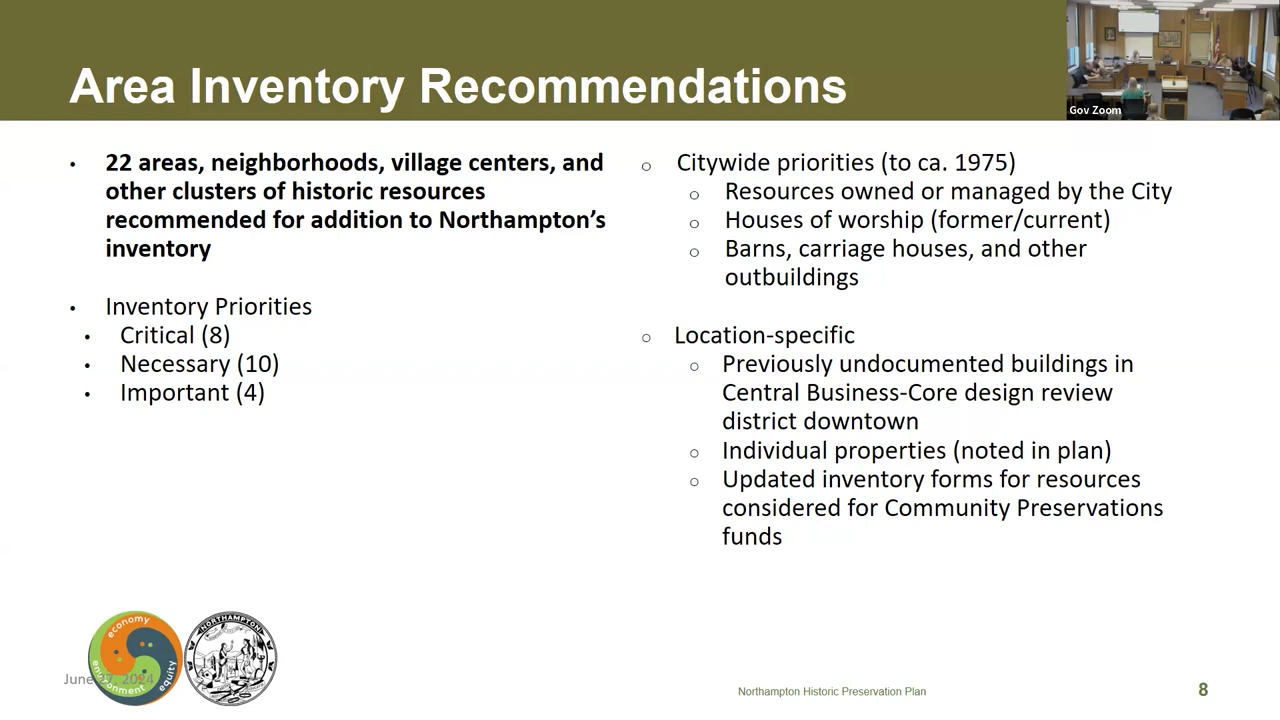 Area Inventory Recommendations
Gov Zoom
• 22 areas, neighborhoods, village centers, and
other clusters of historic resources
recommended for addition to Northampton’s
inventory
• Inventory Priorities
• Critical (8)
• Necessary (10)
• Important (4)
○ Citywide priorities (to ca. 1975)
○ Resources owned or managed by the City
○ Houses of worship (former/current)
○ Barns, carriage houses, and other
outbuildings
○ Location-specific
○ Previously undocumented buildings in
Central Business-Core design review
district downtown
○ Individual properties (noted in plan)
○ Updated inventory forms for resources
considered for Community Preservations
funds
economy
environment
equity
NORTHAMPTON
June 27, 2024
Northampton Historic Preservation Plan
8